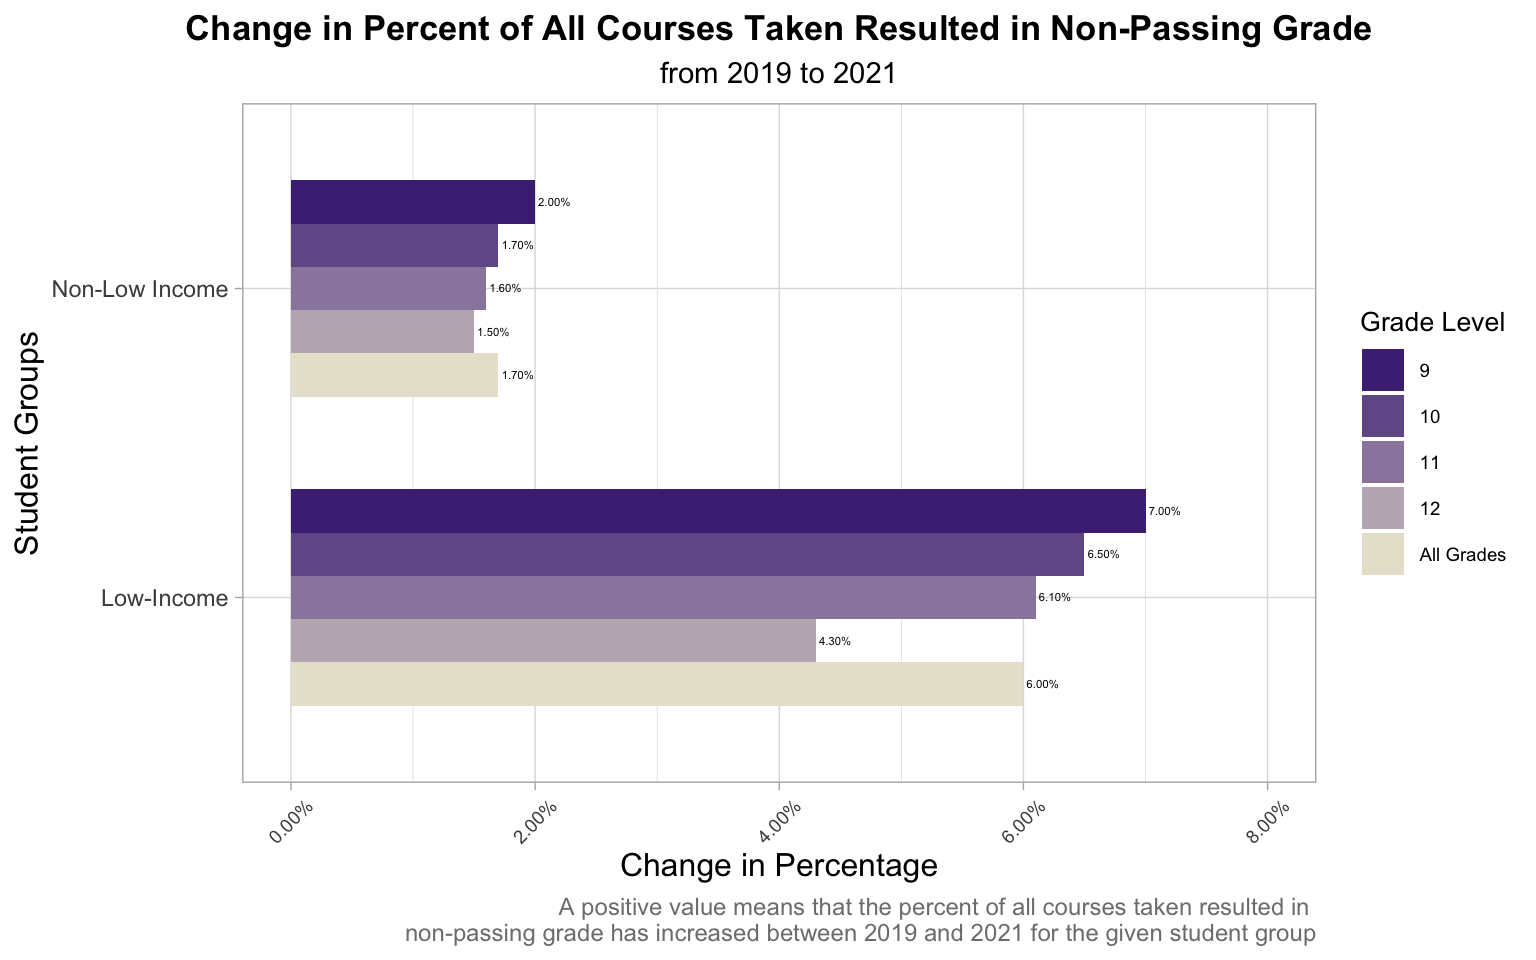 Change in Percent of All Courses Taken Resulted in Non-Passing Grade
from 2019 to 2021
Student Groups
Non-Low Income
2.00%
1.70%
1.60%
1.50%
1.70%
Low-Income
7.00%
6.50%
6.10%
4.30%
6.00%
0.00%
2.00%
4.00%
6.00%
8.00%
Change in Percentage
Grade Level
9
10
11
12
All Grades
A positive value means that the percent of all courses taken resulted in
non-passing grade has increased between 2019 and 2021 for the given student group